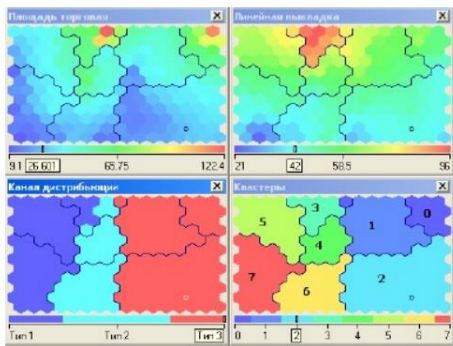 Площадь торговая
Линейная выкладка
9.1 26.601 65.75 122.4
21 42 58.5 96
Канал дистрибьюции
Кластеры
5 3 1 0
4
7 6 2
Тип 1 Тип 2 Тип 3
0 1 2 3 4 5 6 7